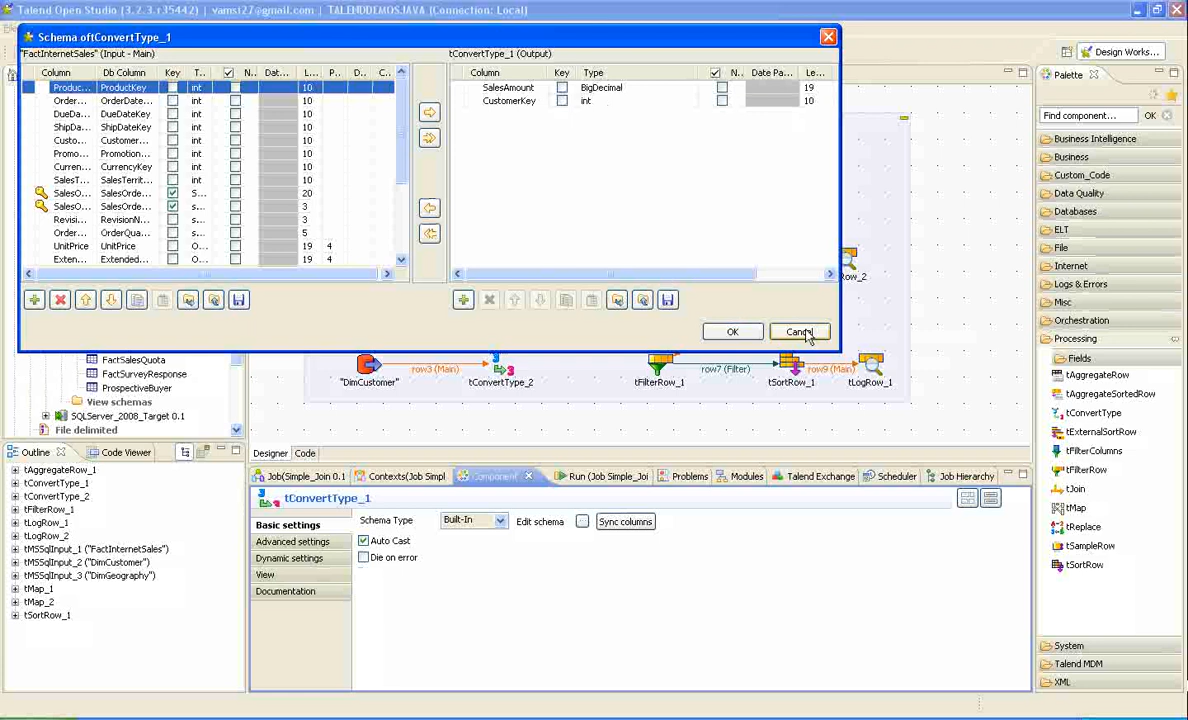 Talend Open Studio (3.2.3.r35442) | vamsi27@gmail.com | TALENDDEMOS.JAVA (Connection: Local)
Schema oftConvertType_1
"FactInternetSales" (Input - Main)
tConvertType_1 (Output)
Column Db Column Key T... N.. Dat... L... P.. D... C..
Produc... ProductKey int 10
Order... OrderDate... int 10
DueDa... DueDateKey int 10
ShipDa... ShipDateKey int 10
Custo... Customer... int 10
Promo... Promotion... int 10
Curren... CurrencyKey int 10
SalesT... SalesTerrit... int 10
SalesO... SalesOrde... S... 20
SalesO... SalesOrde... s... 3
Revisi... RevisionN... s... 3
Order... OrderQua... s... 5
UnitPrice UnitPrice O... 19 4
Exten... Extended... O... 19 4
Column Key Type N.. Date Pa... Le...
SalesAmount BigDecimal 19
CustomerKey int 10
OK Cancel
Design Works...
Palette
Find component... OK
Business Intelligence
Business
Custom_Code
Data Quality
Databases
ELT
File
Internet
Logs & Errors
Misc
Orchestration
Processing
Fields
tAggregateRow
tAggregateSortedRow
tConvertType
tExternalSortRow
tFilterColumns
tFilterRow
tJoin
tMap
tReplace
tSampleRow
tSortRow
System
Talend MDM
XML
Row_2
FactSalesQuota
FactSurveyResponse
ProspectiveBuyer
View schemas
SQLServer_2008_Target 0.1
File delimited
row3 (Main)
row7 (Filter)
row9 (Main)
"DimCustomer"
tConvertType_2
tFilterRow_1
tSortRow_1
tLogRow_1
Designer Code
Outline Code Viewer
tAggregateRow_1
tConvertType_1
tConvertType_2
tFilterRow_1
tLogRow_1
tLogRow_2
tMSSqlInput_1 ("FactInternetSales")
tMSSqlInput_2 ("DimCustomer")
tMSSqlInput_3 ("DimGeography")
tMap_1
tMap_2
tSortRow_1
Job(Simple_Join 0.1 Contexts(Job Simpl Component Run (Job Simple_Joi Problems Modules Talend Exchange Scheduler Job Hierarchy
tConvertType_1
Basic settings
Advanced settings
Dynamic settings
View
Documentation
Schema Type Built-In Edit schema ... Sync columns
Auto Cast
Die on error